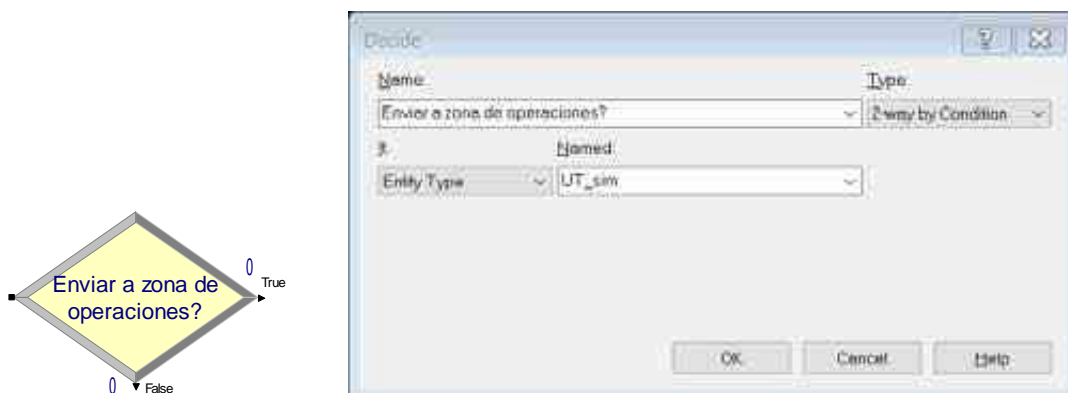 Enviar a zona de
operaciones?
0
True
0
False
Decide
Name
Type
Enviar a zona de operaciones?
2-way by Condition
If
Named
Entity Type
UT_sim
OK
Cancel
Help